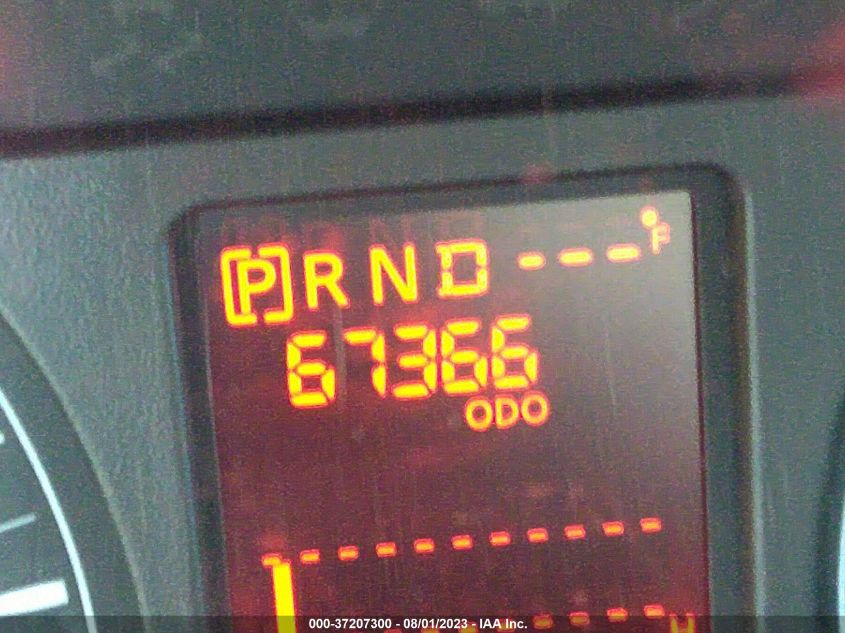 P R N D ---°F
67366
ODO
H
000-37207300 - 08/01/2023 - IAA Inc.